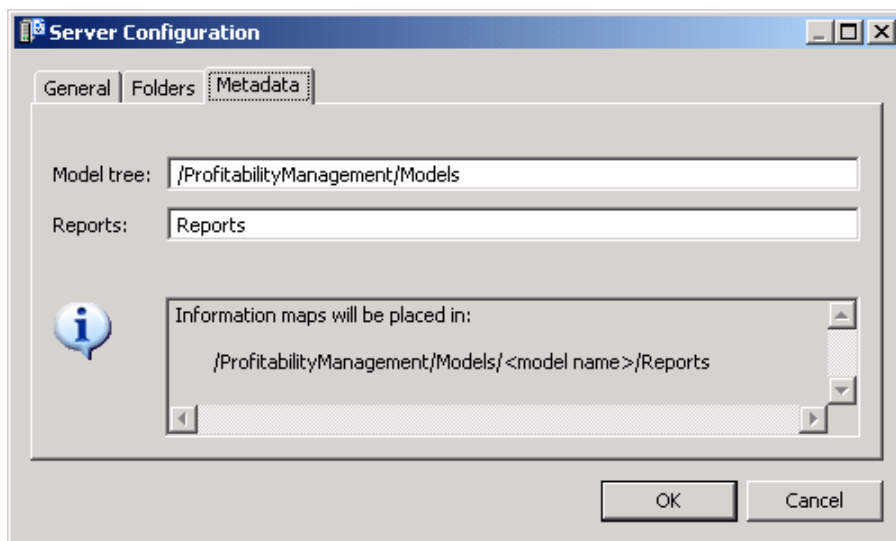 Server Configuration
General Folders Metadata
Model tree: /ProfitabilityManagement/Models
Reports: Reports
Information maps will be placed in:
/ProfitabilityManagement/Models/<model name>/Reports
OK Cancel